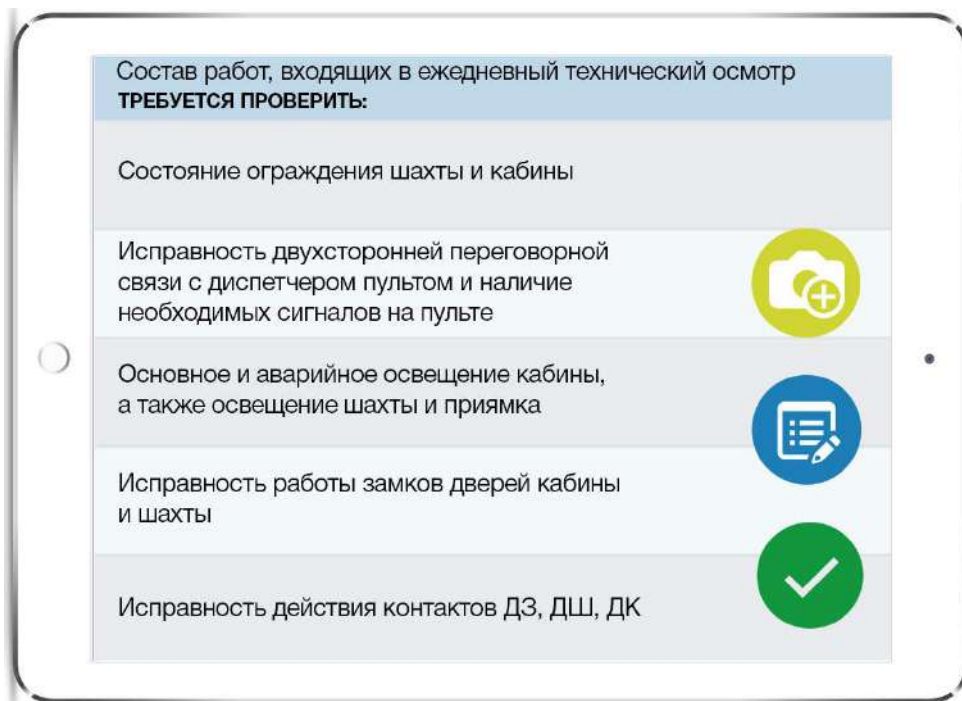 Состав работ, входящих в ежедневный технический осмотр
ТРЕБУЕТСЯ ПРОВЕРИТЬ:
Состояние ограждения шахты и кабины
Исправность двухсторонней переговорной
связи с диспетчером пультом и наличие
необходимых сигналов на пульте
Основное и аварийное освещение кабины,
а также освещение шахты и приямка
Исправность работы замков дверей кабины
и шахты
Исправность действия контактов ДЗ, ДШ, ДК